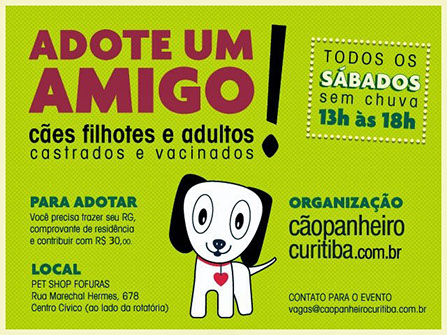 ADOTE UM
AMIGO!
cães filhotes e adultos
castrados e vacinados
TODOS OS
SÁBADOS
sem chuva
13h às 18h
PARA ADOTAR
Você precisa trazer seu RG,
comprovante de residência
e contribuir com R$ 30,00.
LOCAL
PET SHOP FOFURAS
Rua Marechal Hermes, 678
Centro Cívico (ao lado da rotatória)
ORGANIZAÇÃO
cãopanheiro
curitiba.com.br
CONTATO PARA O EVENTO
vagas@caopanheirocuritiba.com.br